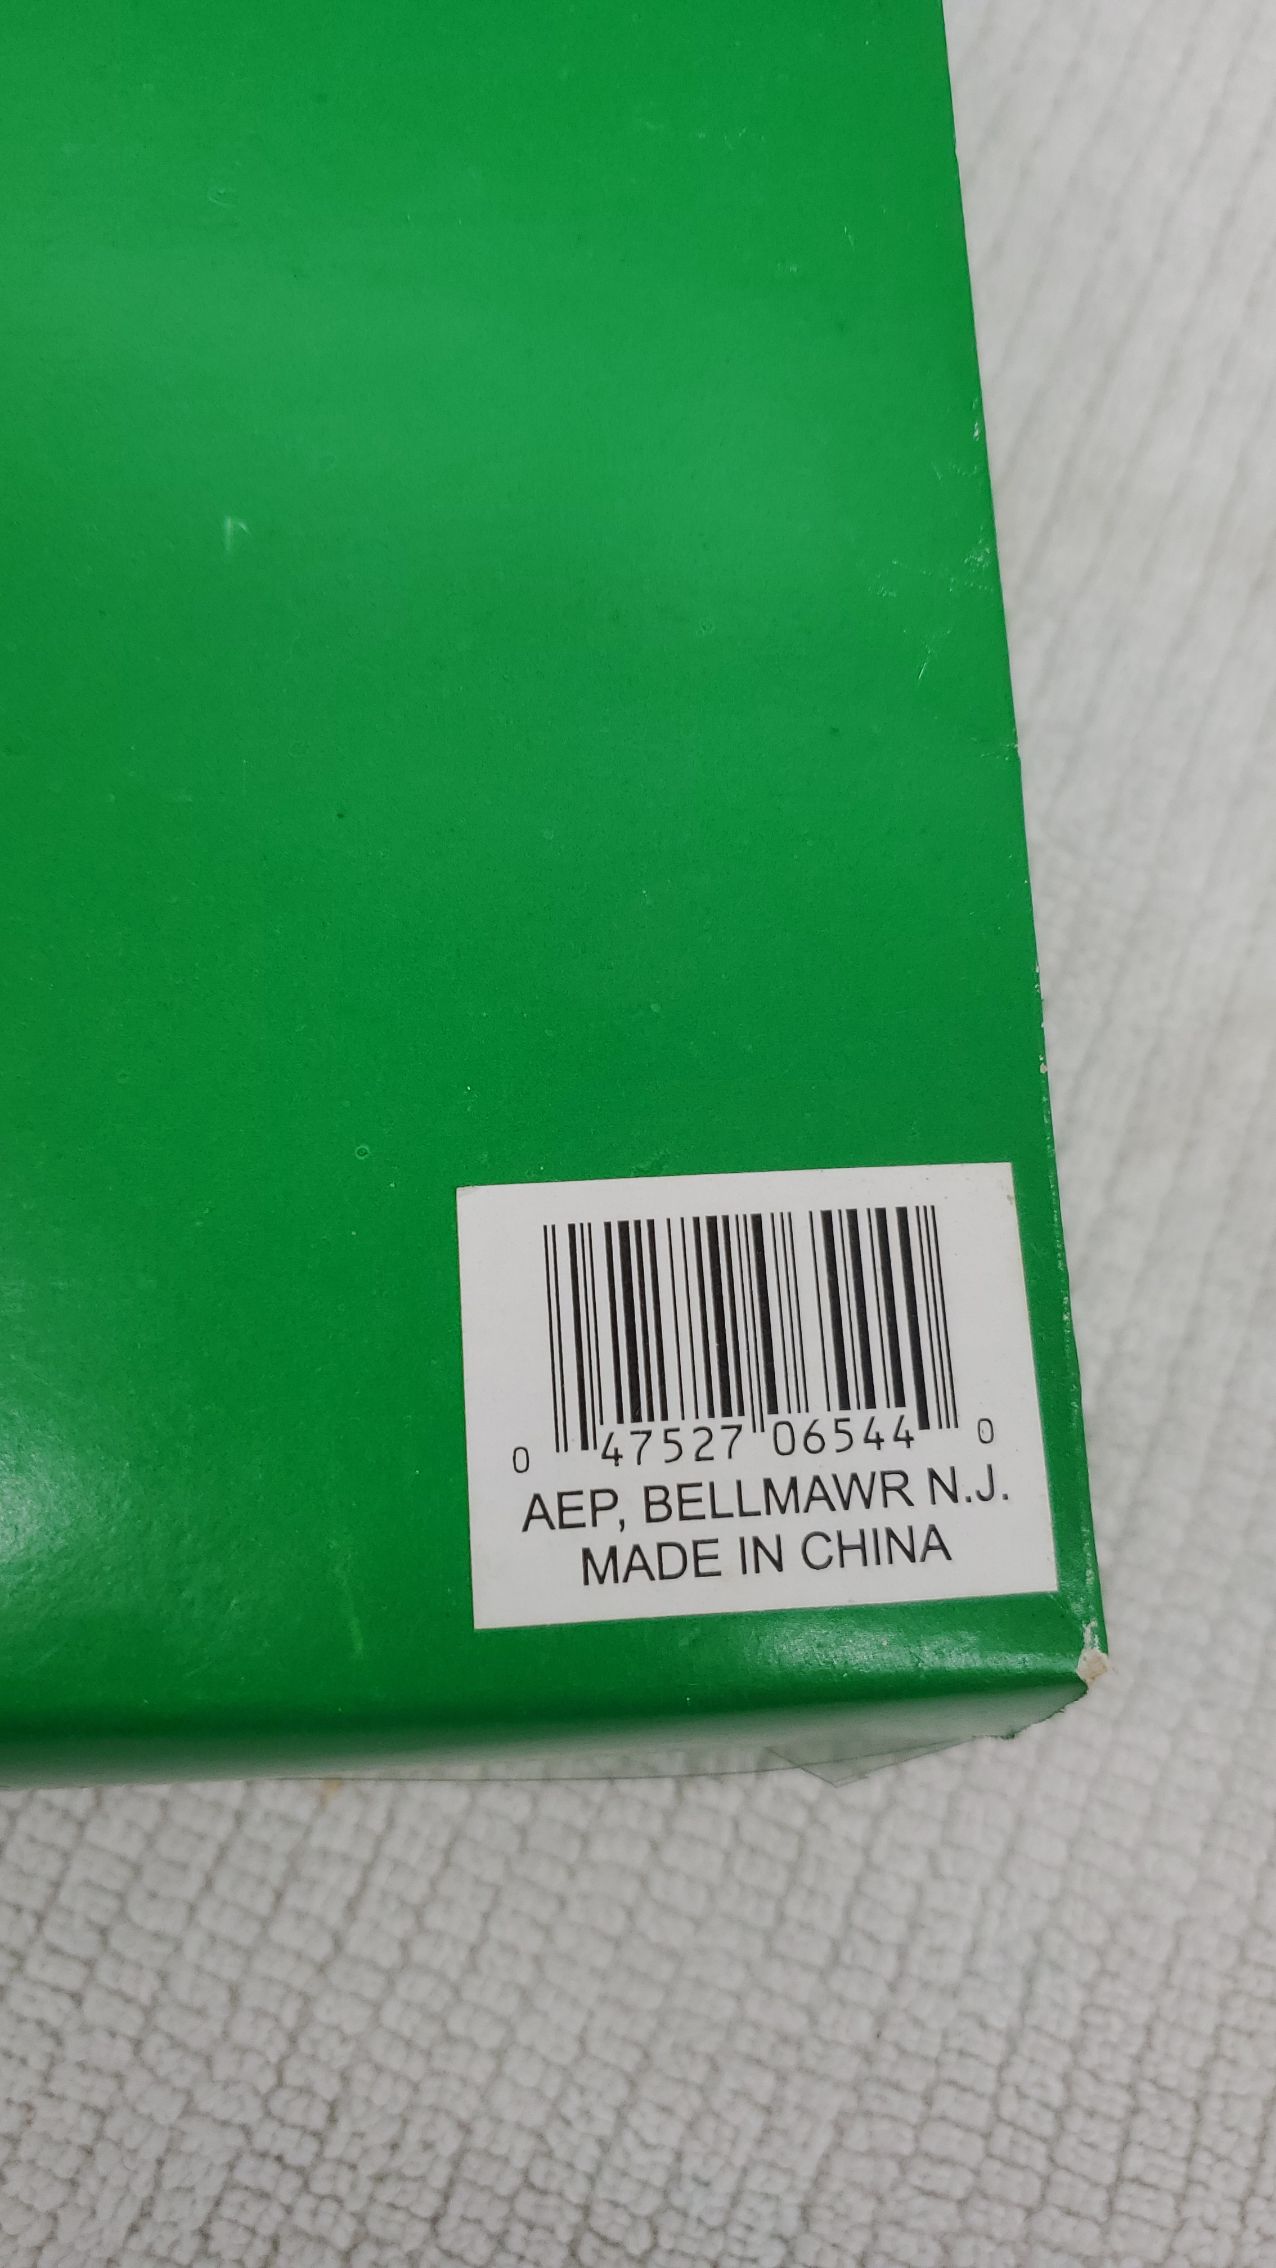 0 47527 06544 0
AEP, BELLMAWR N.J.
MADE IN CHINA